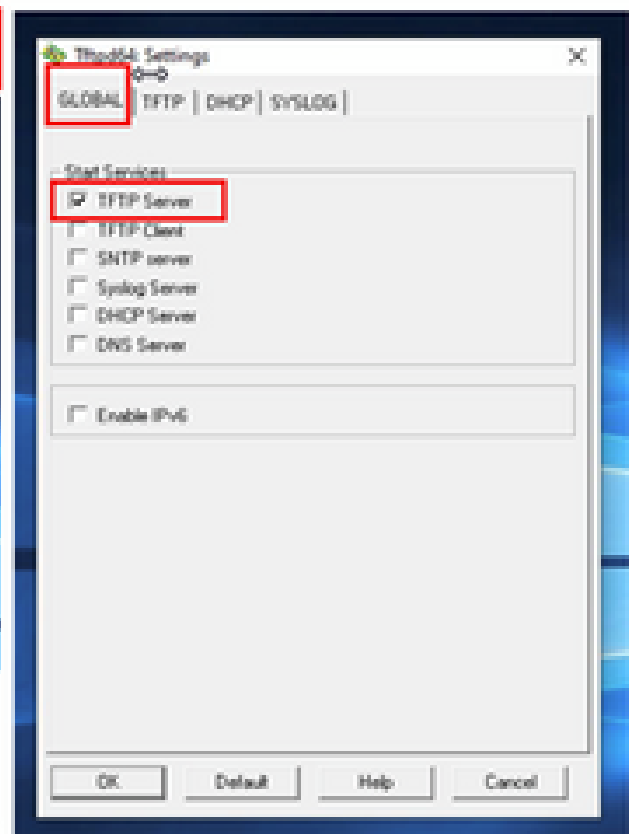 Tftpd64: Settings
GLOBAL | TFTP | DHCP | SYSLOG |
Start Services
TFTP Server
TFTP Client
SNTP server
Syslog Server
DHCP Server
DNS Server
Enable IPv6
OK Default Help Cancel